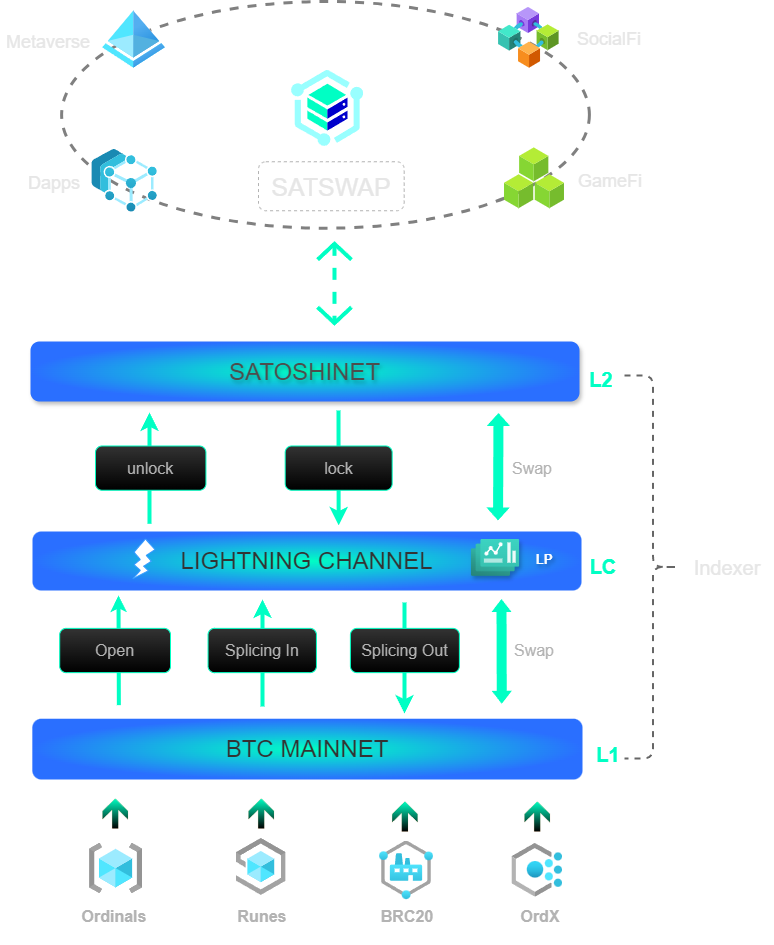 Metaverse
SocialFi
SATSWAP
Dapps
GameFi
SATOSHINET
L2
unlock
lock
Swap
LIGHTNING CHANNEL
LP
LC
Indexer
Open
Splicing In
Splicing Out
Swap
BTC MAINNET
L1
Ordinals
Runes
BRC20
OrdX